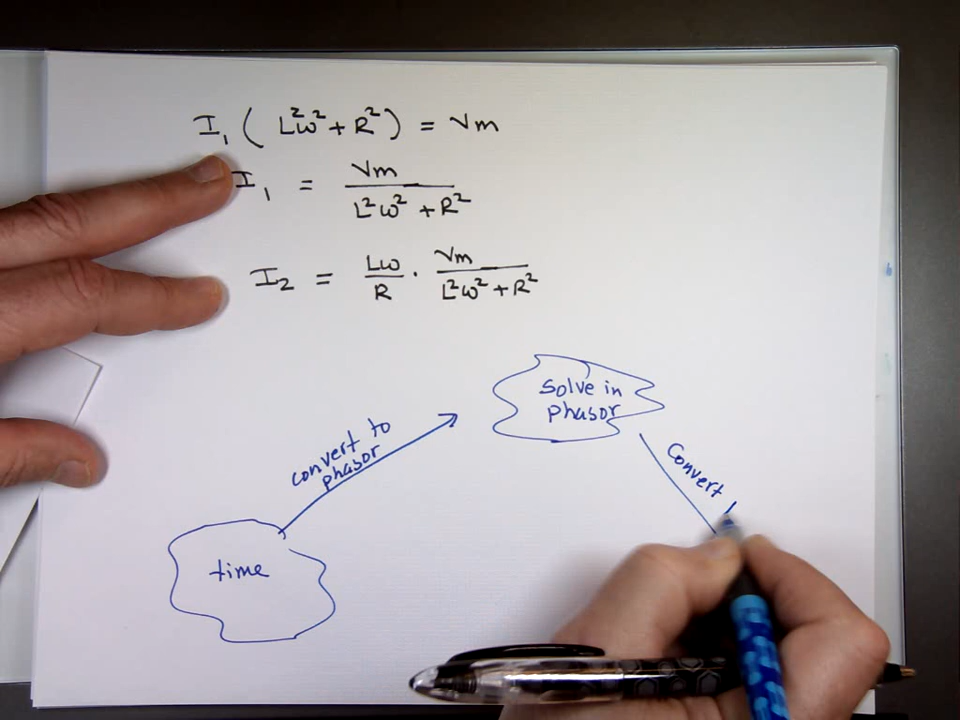 I₁ ( L²ω² + R² ) = Vm
I₁ = Vm / L²ω² + R²
I₂ = Lω / R · Vm / L²ω² + R²
solve in
phasor
convert to
phasor
Convert
time